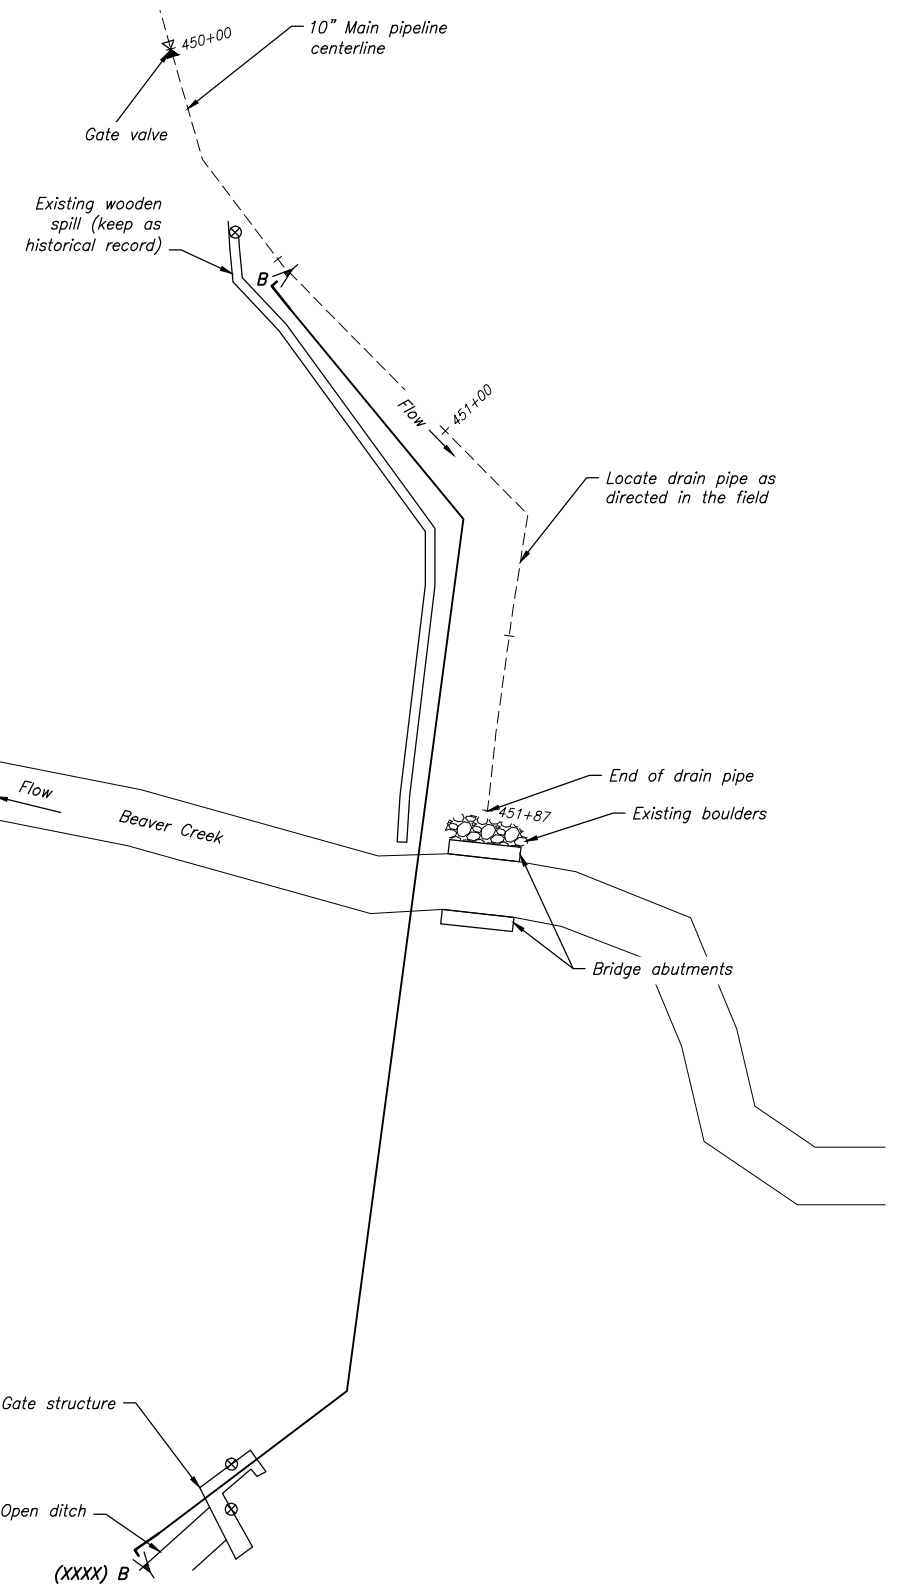 450+00
10" Main pipeline
centerline
Gate valve
Existing wooden
spill (keep as
historical record)
B
451+00
Flow
Locate drain pipe as
directed in the field
End of drain pipe
451+87
Existing boulders
Flow
Beaver Creek
Bridge abutments
Gate structure
Open ditch
(XXXX) B